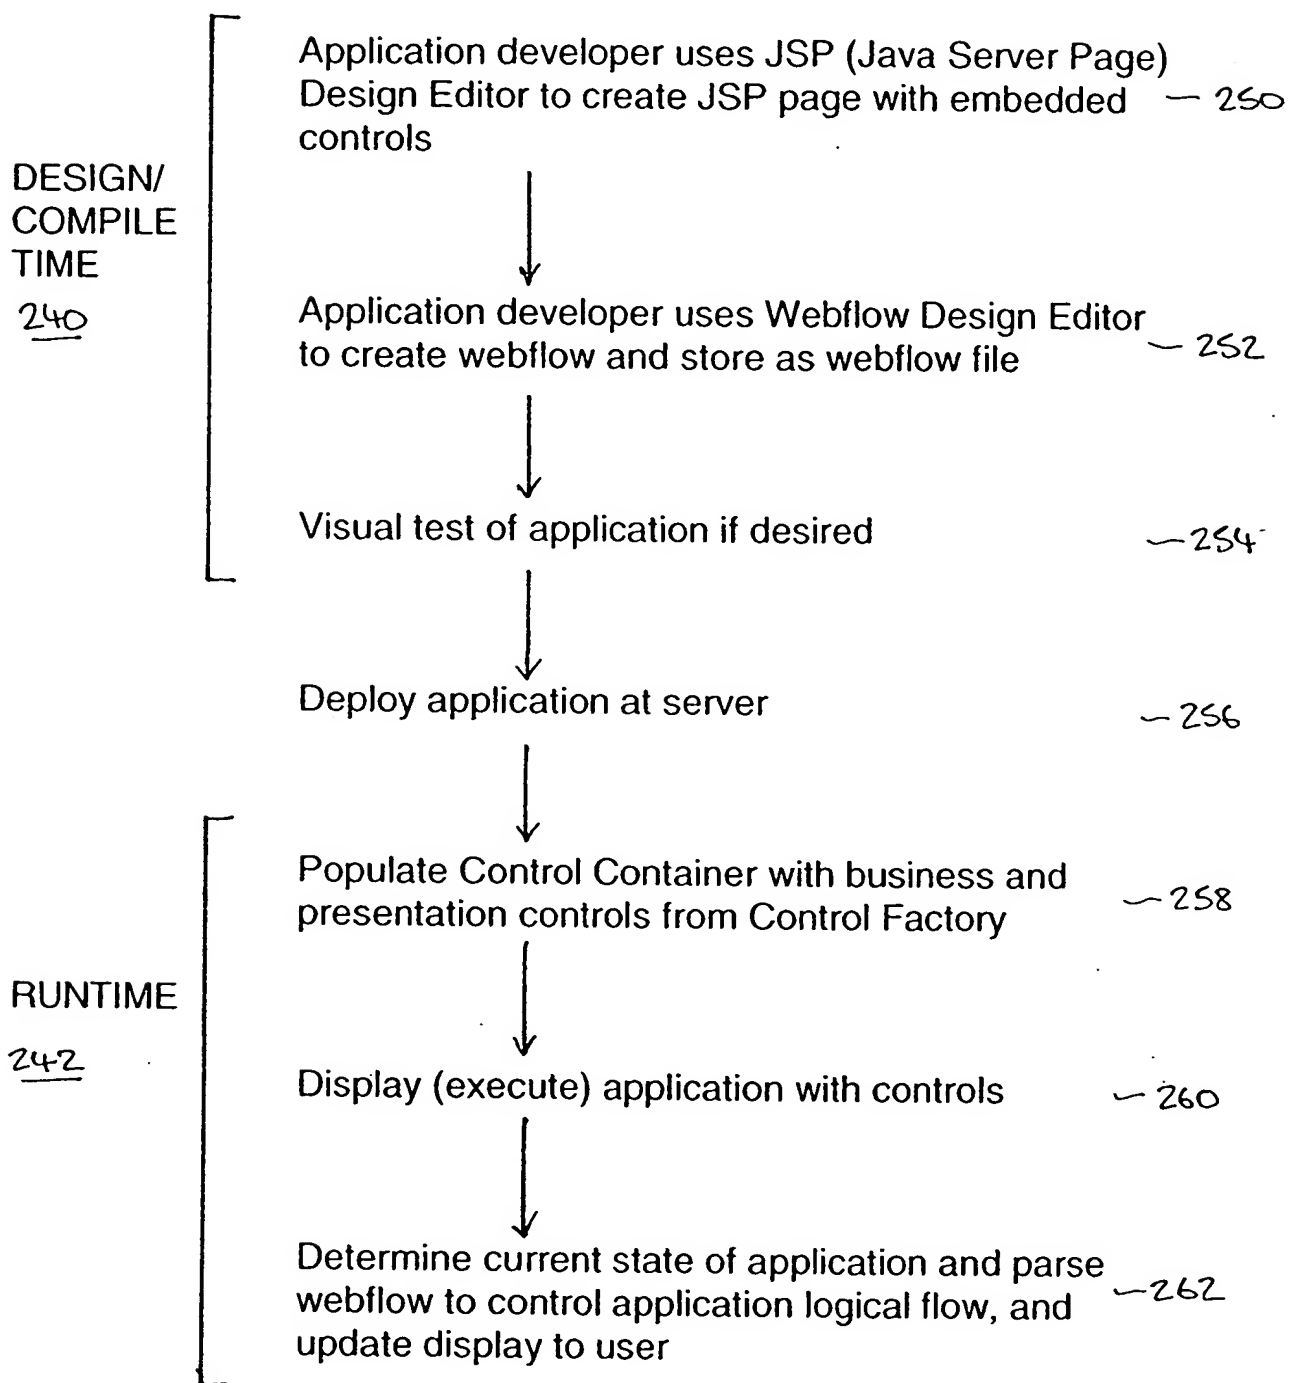 Application developer uses JSP (Java Server Page)
Design Editor to create JSP page with embedded — 250
controls
DESIGN/
COMPILE
TIME
240
Application developer uses Webflow Design Editor
to create webflow and store as webflow file — 252
Visual test of application if desired — 254
Deploy application at server — 256
Populate Control Container with business and
presentation controls from Control Factory — 258
RUNTIME
242
Display (execute) application with controls — 260
Determine current state of application and parse
webflow to control application logical flow, and — 262
update display to user